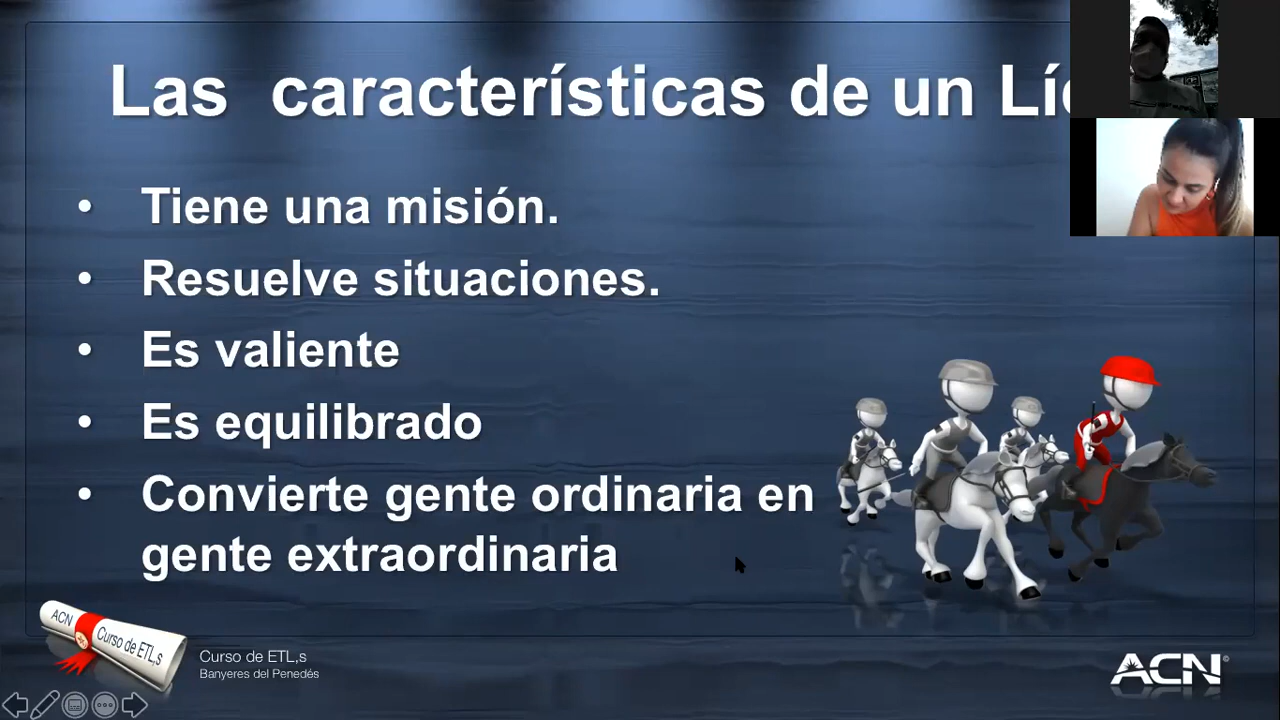 Las  características de un Lí
• Tiene una misión.
• Resuelve situaciones.
• Es valiente
• Es equilibrado
• Convierte gente ordinaria en
gente extraordinaria
ACN
Curso de ETL,s
Curso de ETL,s
Banyeres del Penedés
ACN®